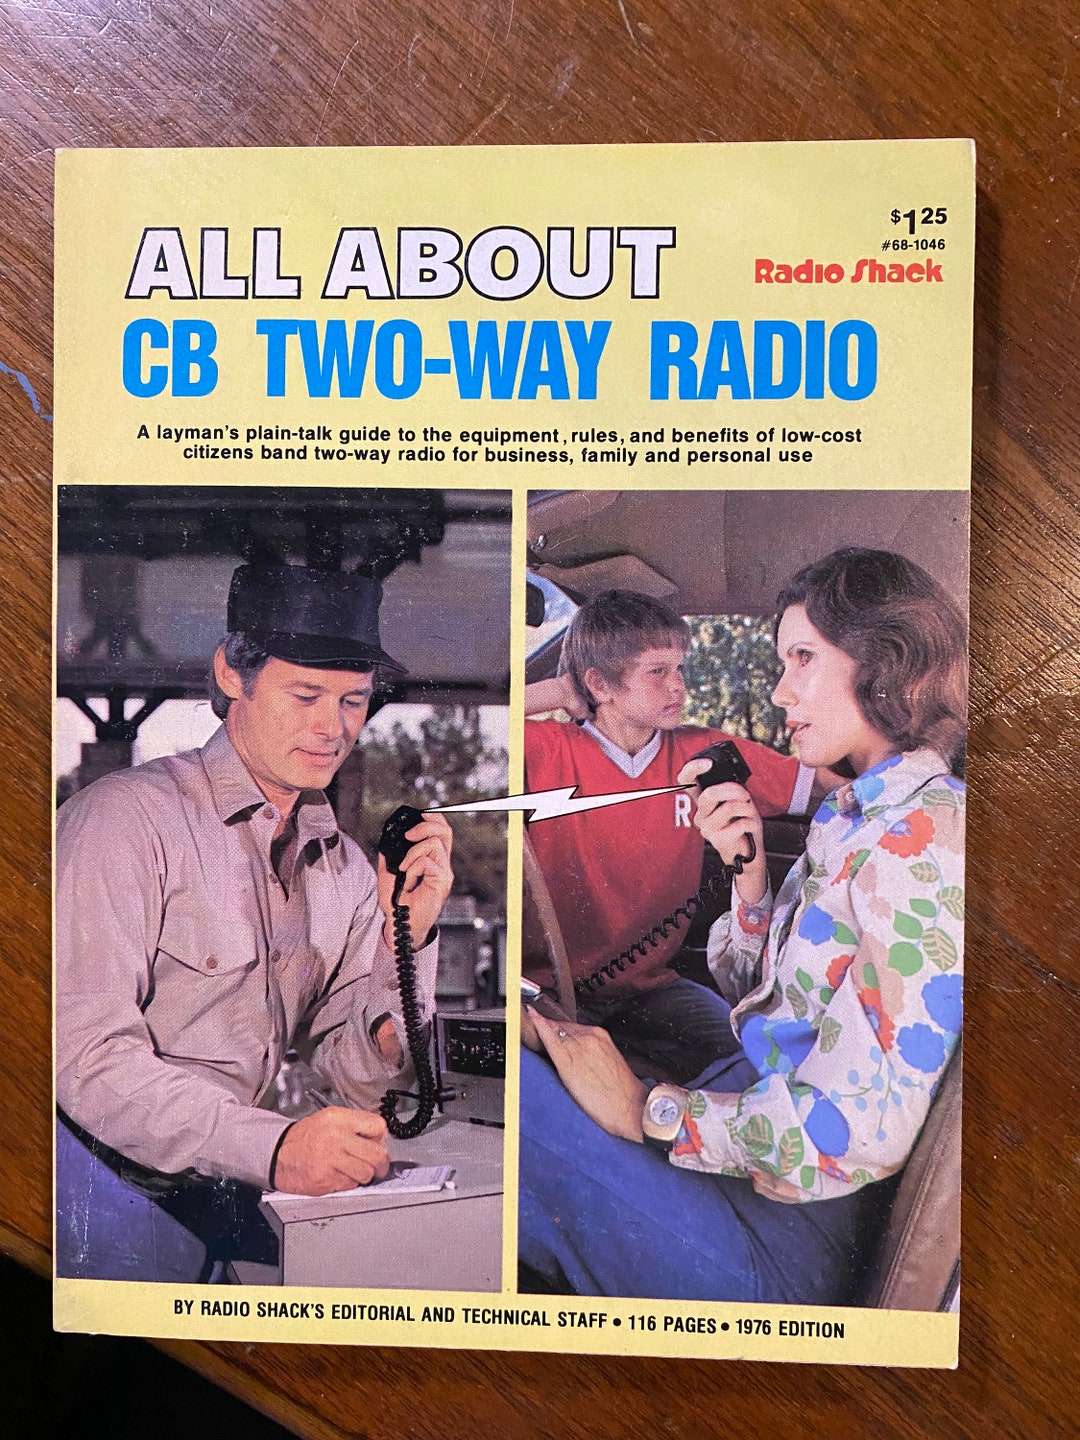 $1.25
#68-1046
Radio Shack
ALL ABOUT
CB TWO-WAY RADIO
A layman's plain-talk guide to the equipment, rules, and benefits of low-cost
citizens band two-way radio for business, family and personal use
R
BY RADIO SHACK'S EDITORIAL AND TECHNICAL STAFF • 116 PAGES • 1976 EDITION